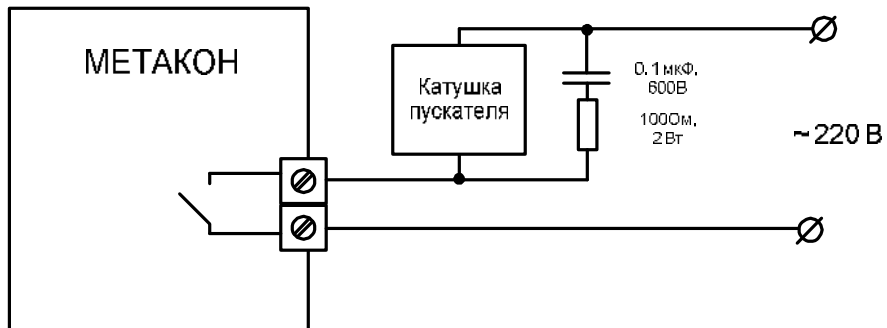 МЕТАКОН
Катушка
пускателя
0.1мкФ,
600В
100Ом,
2Вт
~220 В